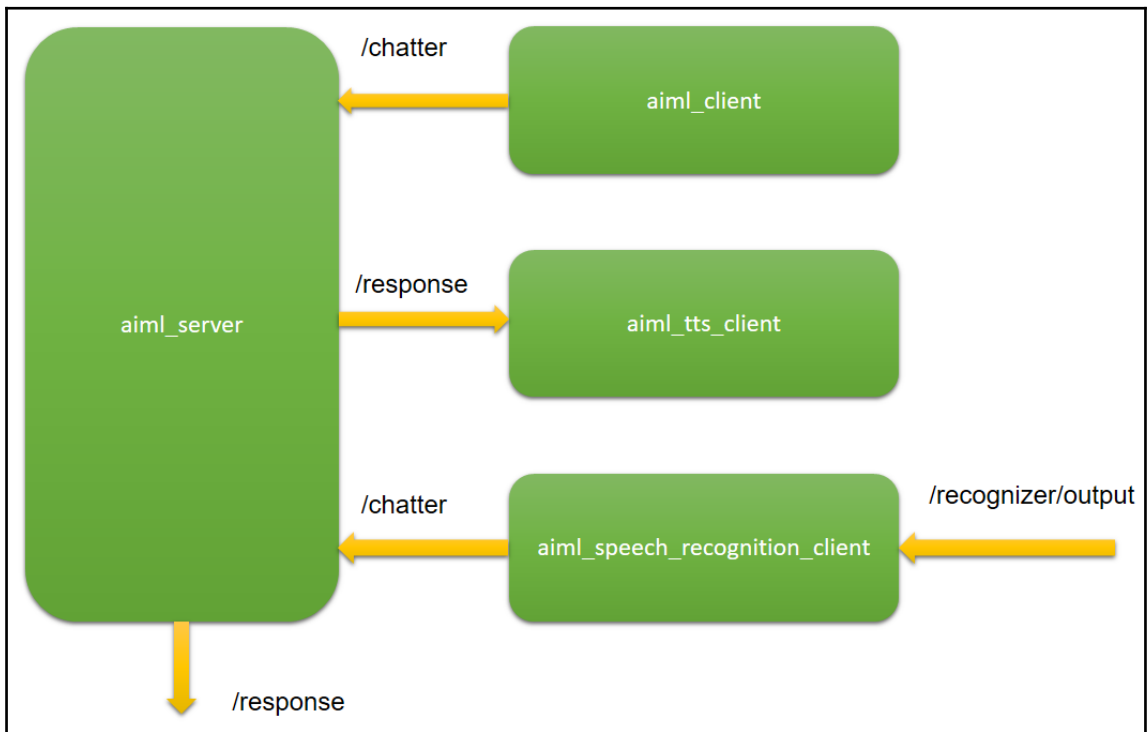 /chatter
aiml_client
/response
aiml_server
aiml_tts_client
/chatter
/recognizer/output
aiml_speech_recognition_client
/response